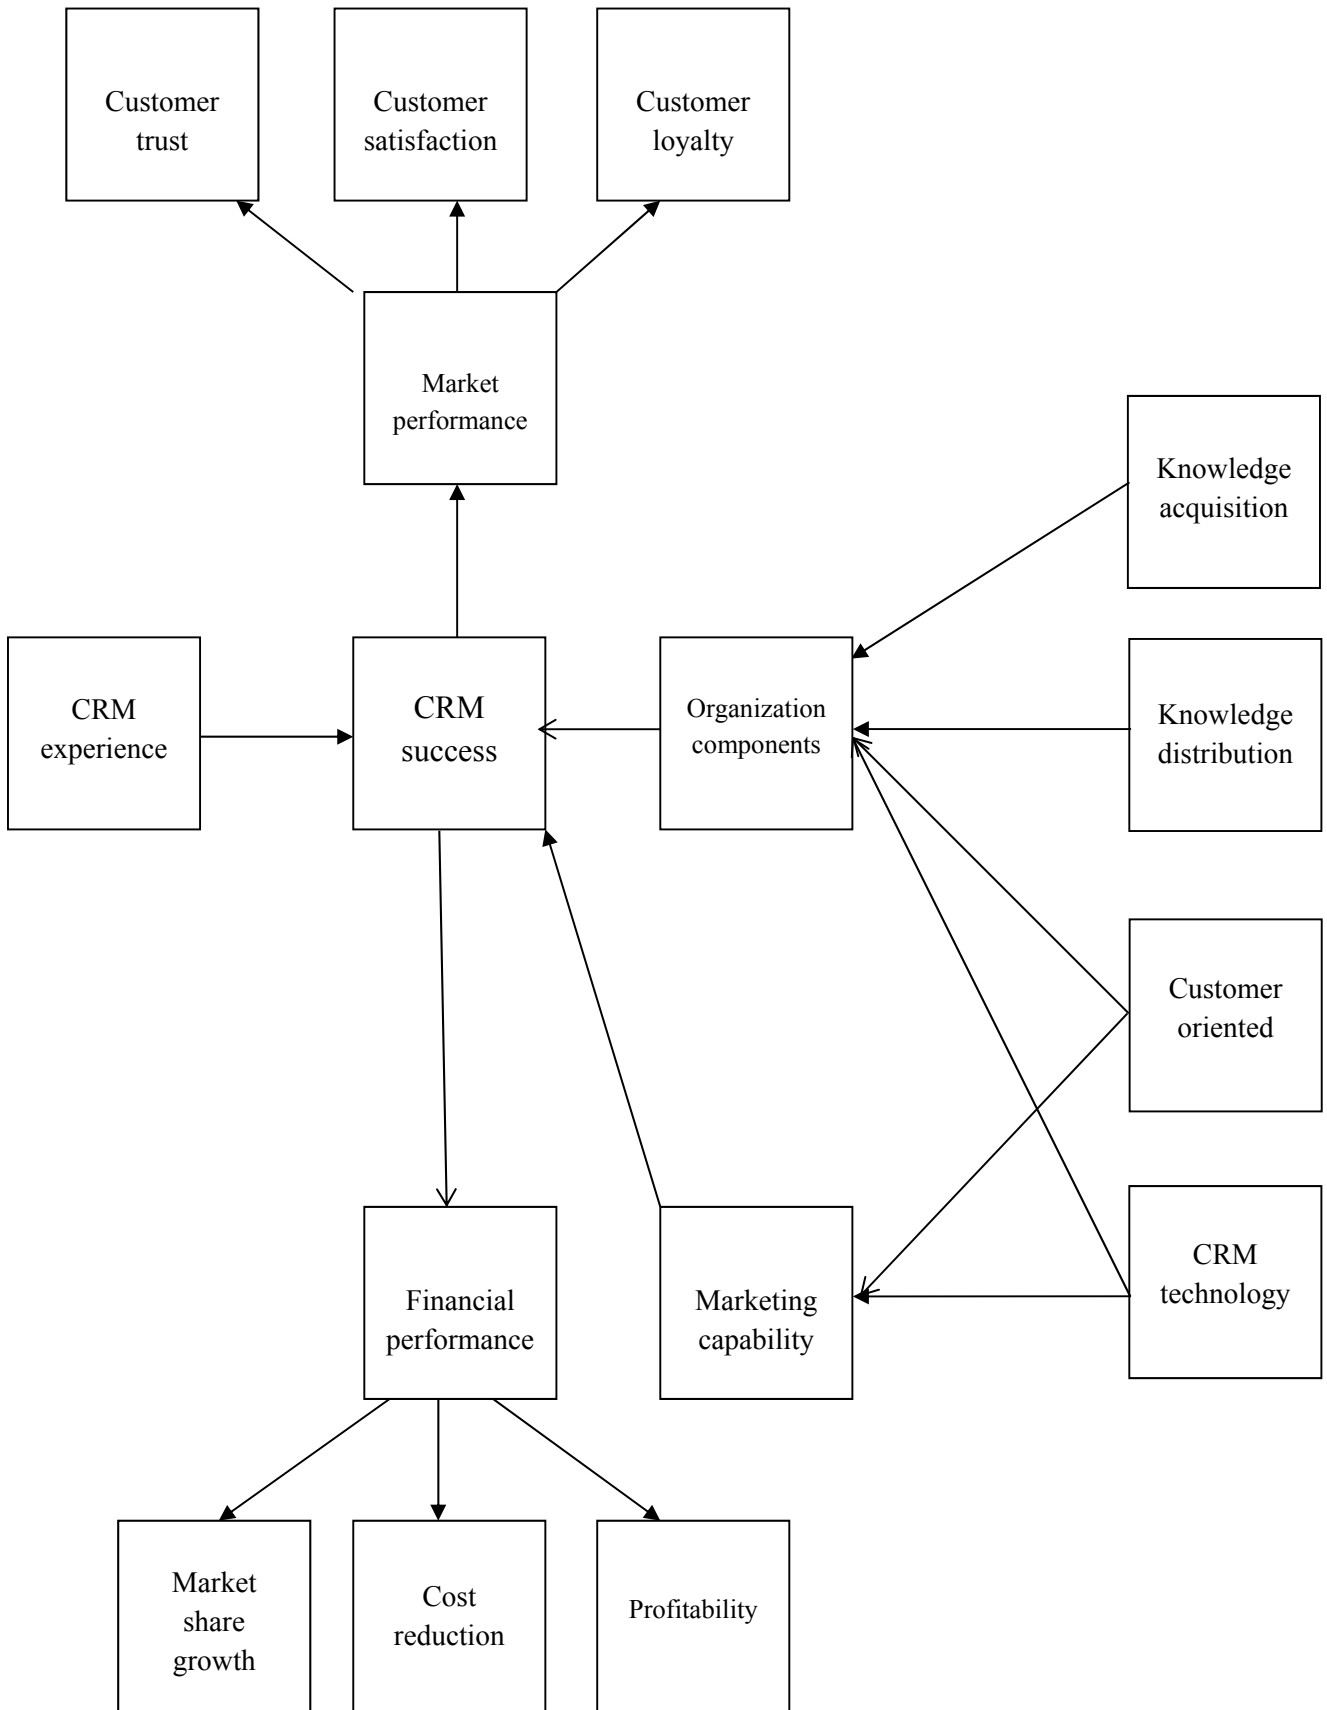 Customer
trust
Customer
satisfaction
Customer
loyalty
Market
performance
Knowledge
acquisition
CRM
experience
CRM
success
Organization
components
Knowledge
distribution
Customer
oriented
CRM
technology
Financial
performance
Marketing
capability
Market
share
growth
Cost
reduction
Profitability